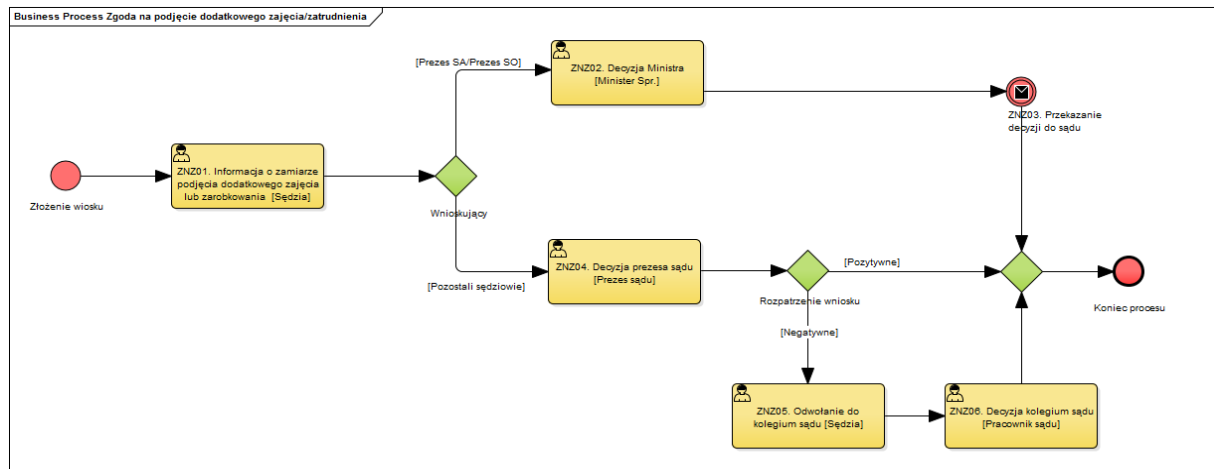 Business Process Zgoda na podjęcie dodatkowego zajęcia/zatrudnienia
[Prezes SA/Prezes SO]
ZNZ02. Decyzja Ministra
[Minister Spr.]
ZNZ03. Przekazanie
decyzji do sądu
ZNZ01. Informacja o zamiarze
podjęcia dodatkowego zajęcia
lub zarobkowania [Sędzia]
Złożenie wiosku
Wnioskujący
[Pozostali sędziowie]
ZNZ04. Decyzja prezesa sądu
[Prezes sądu]
[Pozytywne]
Rozpatrzenie wniosku
Koniec procesu
[Negatywne]
ZNZ05. Odwołanie do
kolegium sądu [Sędzia]
ZNZ06. Decyzja kolegium sądu
[Pracownik sądu]